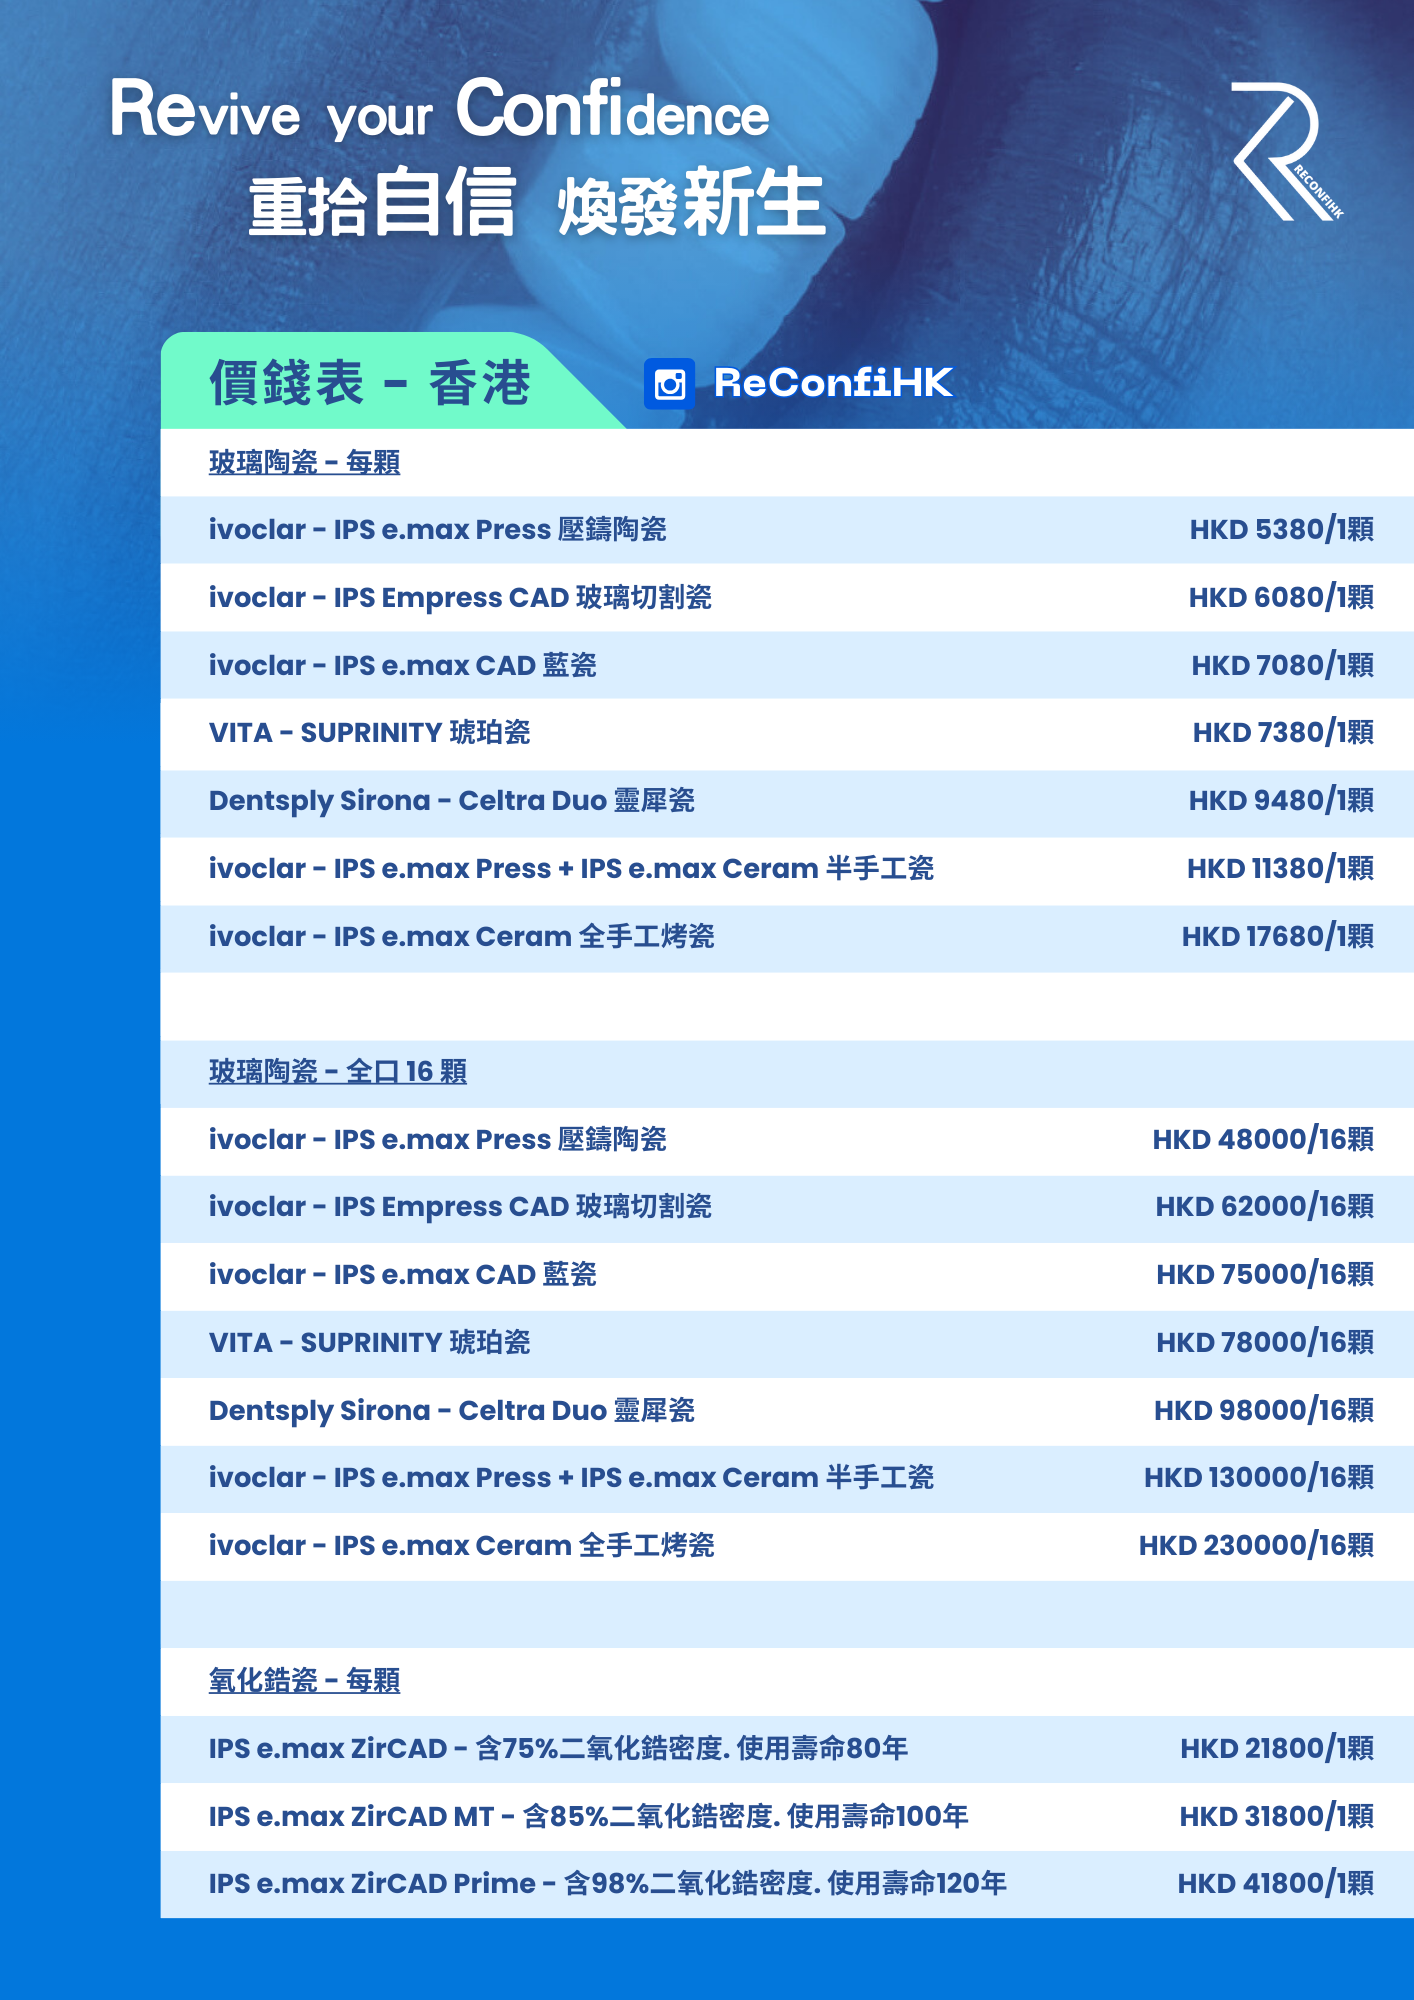 Revive your Confidence
重拾自信 煥發新生
RECONFIHK
價錢表 - 香港
ReConfiHK
玻璃陶瓷 - 每顆
ivoclar - IPS e.max Press 壓鑄陶瓷 HKD 5380/1顆
ivoclar - IPS Empress CAD 玻璃切割瓷 HKD 6080/1顆
ivoclar - IPS e.max CAD 藍瓷 HKD 7080/1顆
VITA - SUPRINITY 琥珀瓷 HKD 7380/1顆
Dentsply Sirona - Celtra Duo 靈犀瓷 HKD 9480/1顆
ivoclar - IPS e.max Press + IPS e.max Ceram 半手工瓷 HKD 11380/1顆
ivoclar - IPS e.max Ceram 全手工烤瓷 HKD 17680/1顆
玻璃陶瓷 - 全口 16 顆
ivoclar - IPS e.max Press 壓鑄陶瓷 HKD 48000/16顆
ivoclar - IPS Empress CAD 玻璃切割瓷 HKD 62000/16顆
ivoclar - IPS e.max CAD 藍瓷 HKD 75000/16顆
VITA - SUPRINITY 琥珀瓷 HKD 78000/16顆
Dentsply Sirona - Celtra Duo 靈犀瓷 HKD 98000/16顆
ivoclar - IPS e.max Press + IPS e.max Ceram 半手工瓷 HKD 130000/16顆
ivoclar - IPS e.max Ceram 全手工烤瓷 HKD 230000/16顆
氧化鋯瓷 - 每顆
IPS e.max ZirCAD - 含75%二氧化鋯密度. 使用壽命80年 HKD 21800/1顆
IPS e.max ZirCAD MT - 含85%二氧化鋯密度. 使用壽命100年 HKD 31800/1顆
IPS e.max ZirCAD Prime - 含98%二氧化鋯密度. 使用壽命120年 HKD 41800/1顆